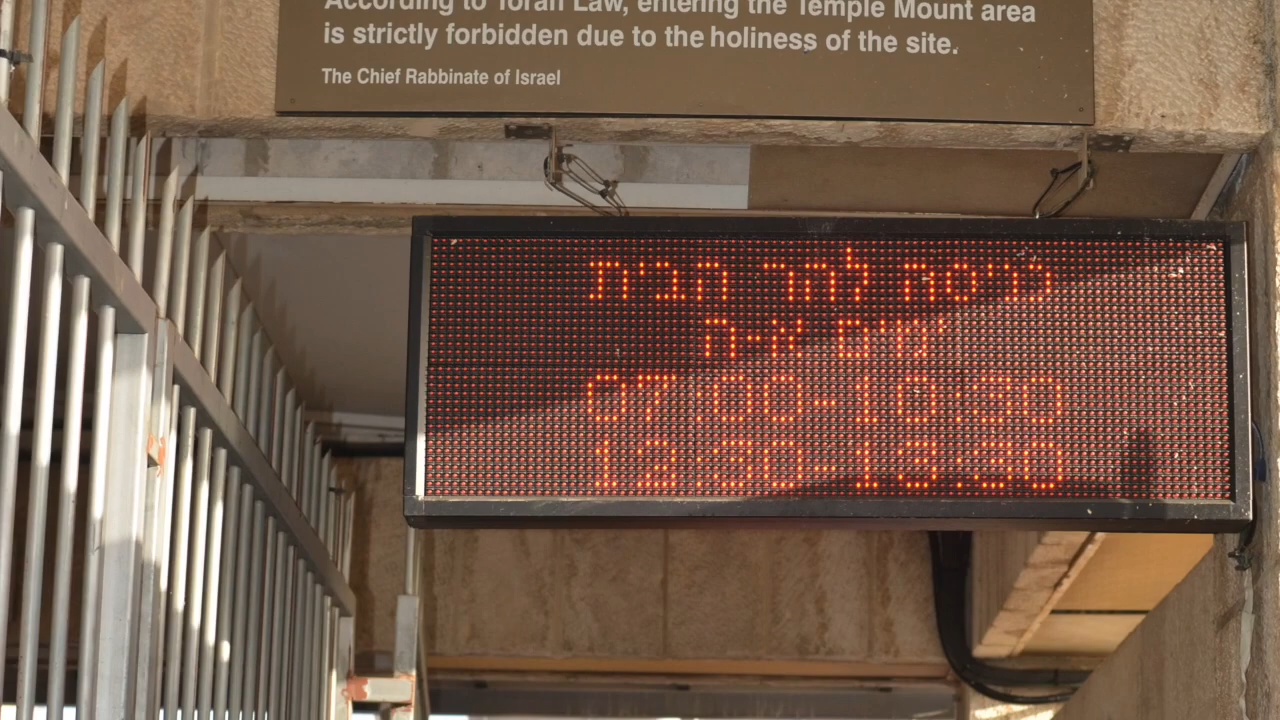 According to Torah Law, entering the Temple Mount area
is strictly forbidden due to the holiness of the site.
The Chief Rabbinate of Israel
כניסה להר הבית
ימים א-ה
07:00-10:30
12:30-13:30